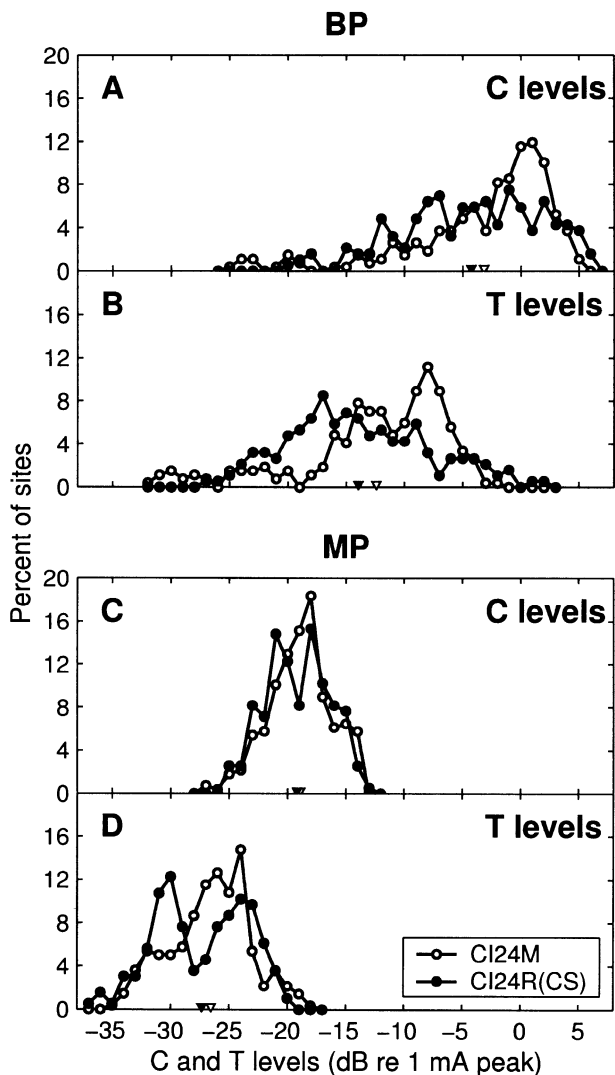 BP
20
16
12
8
4
0
A
C levels
16
12
8
4
0
B
T levels
Percent of sites
MP
20
16
12
8
4
0
C
C levels
16
12
8
4
0
D
T levels
CI24M
CI24R(CS)
−35 −30 −25 −20 −15 −10 −5 0 5
C and T levels (dB re 1 mA peak)